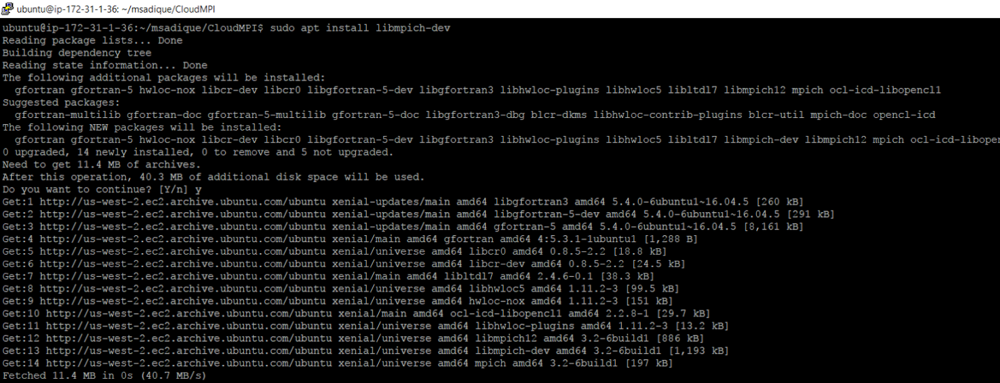 ubuntu@ip-172-31-1-36: ~/msadique/CloudMPI
ubuntu@ip-172-31-1-36:~/msadique/CloudMPI$ sudo apt install libmpich-dev
Reading package lists... Done
Building dependency tree
Reading state information... Done
The following additional packages will be installed:
  gfortran gfortran-5 hwloc-nox libcr-dev libcr0 libgfortran-5-dev libgfortran3 libhwloc-plugins libhwloc5 libltdl7 libmpich12 mpich ocl-icd-libopencl1
Suggested packages:
  gfortran-multilib gfortran-doc gfortran-5-multilib gfortran-5-doc libgfortran3-dbg blcr-dkms libhwloc-contrib-plugins blcr-util mpich-doc opencl-icd
The following NEW packages will be installed:
  gfortran gfortran-5 hwloc-nox libcr-dev libcr0 libgfortran-5-dev libgfortran3 libhwloc-plugins libhwloc5 libltdl7 libmpich-dev libmpich12 mpich ocl-icd-libope
0 upgraded, 14 newly installed, 0 to remove and 5 not upgraded.
Need to get 11.4 MB of archives.
After this operation, 40.3 MB of additional disk space will be used.
Do you want to continue? [Y/n] y
Get:1 http://us-west-2.ec2.archive.ubuntu.com/ubuntu xenial-updates/main amd64 libgfortran3 amd64 5.4.0-6ubuntu1~16.04.5 [260 kB]
Get:2 http://us-west-2.ec2.archive.ubuntu.com/ubuntu xenial-updates/main amd64 libgfortran-5-dev amd64 5.4.0-6ubuntu1~16.04.5 [291 kB]
Get:3 http://us-west-2.ec2.archive.ubuntu.com/ubuntu xenial-updates/main amd64 gfortran-5 amd64 5.4.0-6ubuntu1~16.04.5 [8,161 kB]
Get:4 http://us-west-2.ec2.archive.ubuntu.com/ubuntu xenial/main amd64 gfortran amd64 4:5.3.1-1ubuntu1 [1,288 B]
Get:5 http://us-west-2.ec2.archive.ubuntu.com/ubuntu xenial/universe amd64 libcr0 amd64 0.8.5-2.2 [18.8 kB]
Get:6 http://us-west-2.ec2.archive.ubuntu.com/ubuntu xenial/universe amd64 libcr-dev amd64 0.8.5-2.2 [24.5 kB]
Get:7 http://us-west-2.ec2.archive.ubuntu.com/ubuntu xenial/main amd64 libltdl7 amd64 2.4.6-0.1 [38.3 kB]
Get:8 http://us-west-2.ec2.archive.ubuntu.com/ubuntu xenial/universe amd64 libhwloc5 amd64 1.11.2-3 [99.5 kB]
Get:9 http://us-west-2.ec2.archive.ubuntu.com/ubuntu xenial/universe amd64 hwloc-nox amd64 1.11.2-3 [151 kB]
Get:10 http://us-west-2.ec2.archive.ubuntu.com/ubuntu xenial/main amd64 ocl-icd-libopencl1 amd64 2.2.8-1 [29.7 kB]
Get:11 http://us-west-2.ec2.archive.ubuntu.com/ubuntu xenial/universe amd64 libhwloc-plugins amd64 1.11.2-3 [13.2 kB]
Get:12 http://us-west-2.ec2.archive.ubuntu.com/ubuntu xenial/universe amd64 libmpich12 amd64 3.2-6build1 [886 kB]
Get:13 http://us-west-2.ec2.archive.ubuntu.com/ubuntu xenial/universe amd64 libmpich-dev amd64 3.2-6build1 [1,193 kB]
Get:14 http://us-west-2.ec2.archive.ubuntu.com/ubuntu xenial/universe amd64 mpich amd64 3.2-6build1 [197 kB]
Fetched 11.4 MB in 0s (40.7 MB/s)